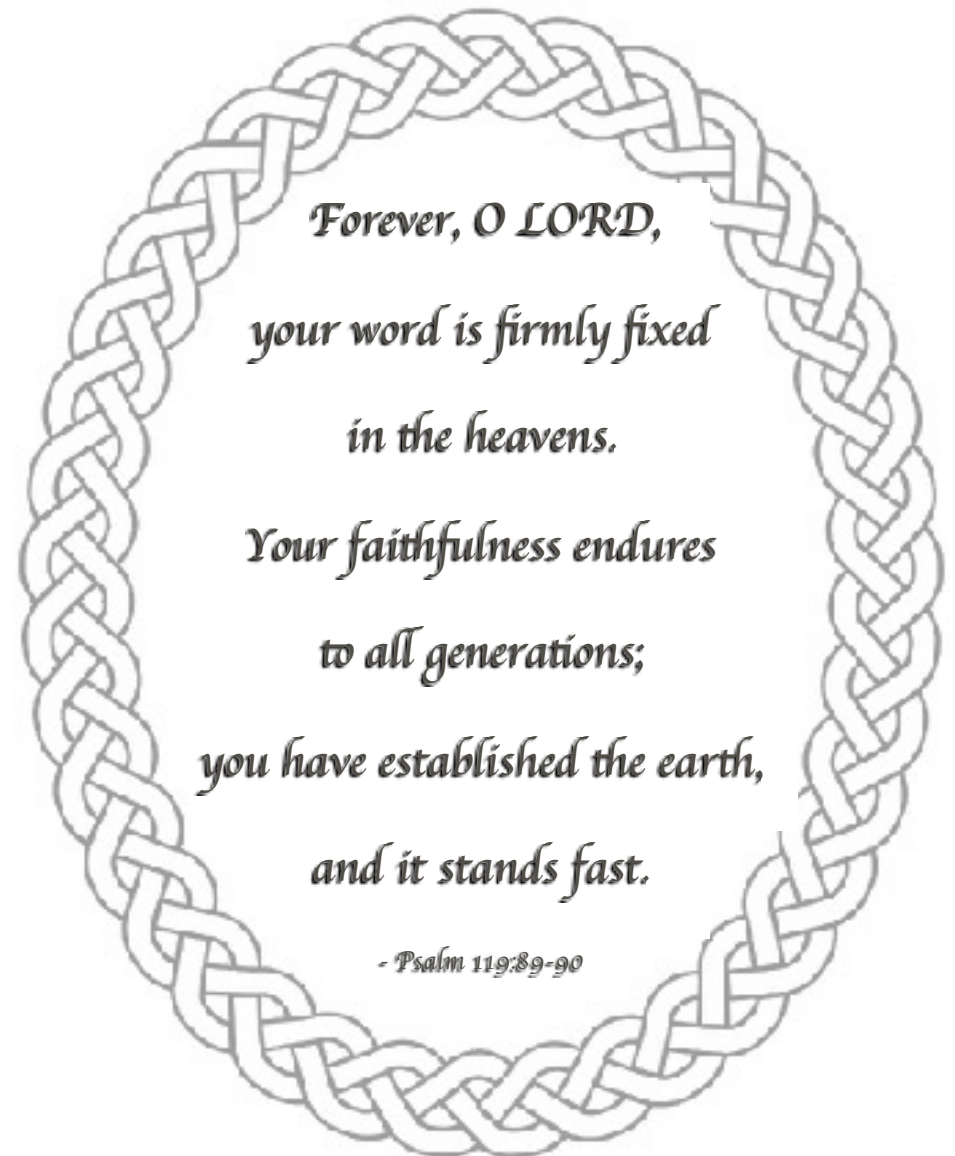 Forever, O LORD,
your word is firmly fixed
in the heavens.
Your faithfulness endures
to all generations;
you have established the earth,
and it stands fast.
- Psalm 119:89-90